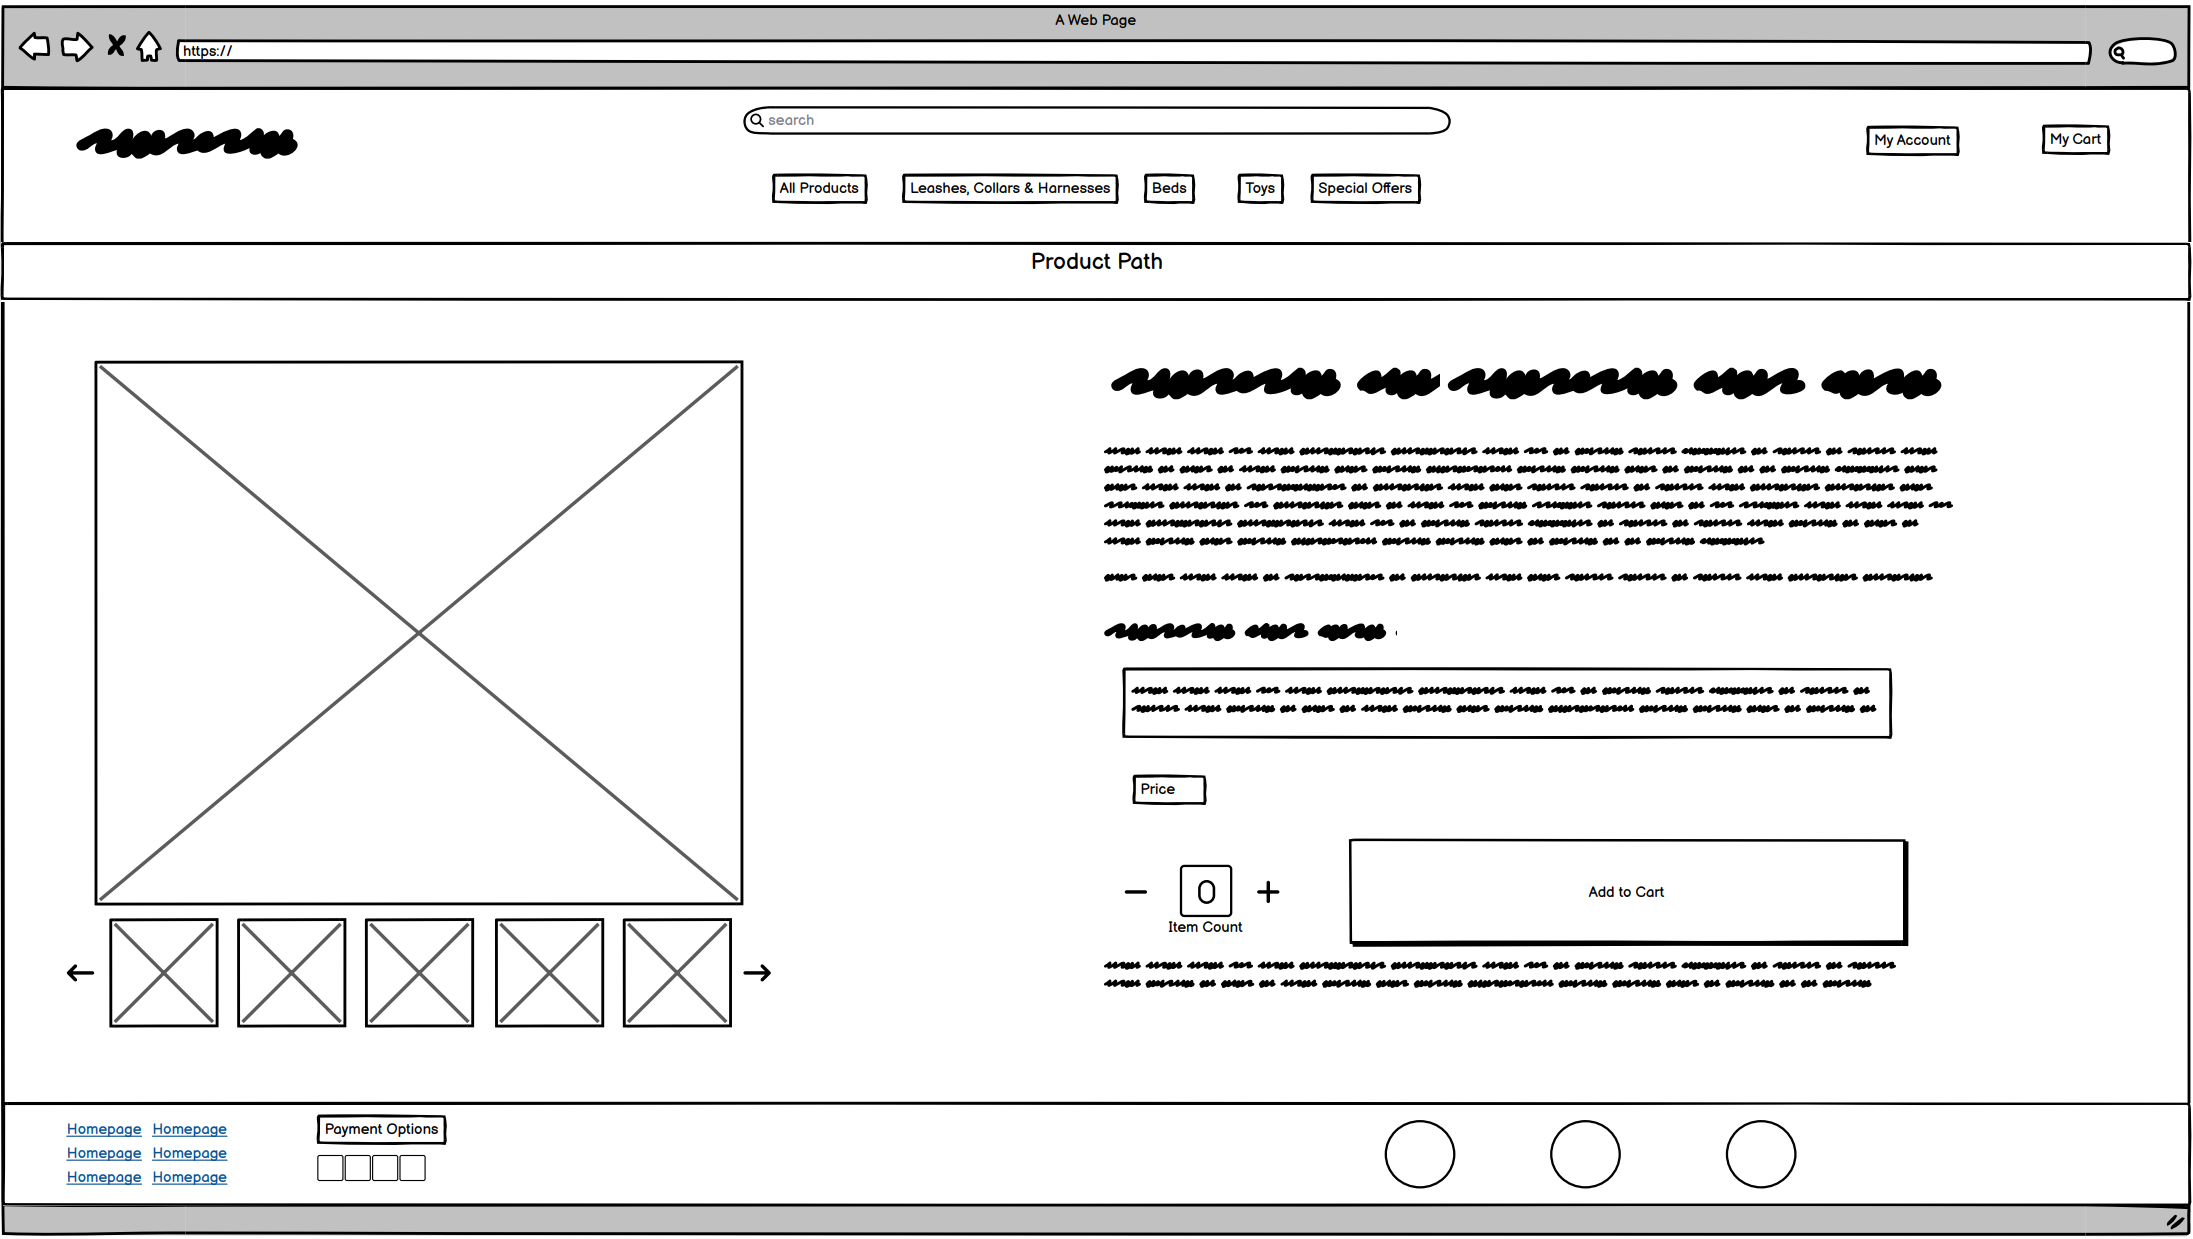 A Web Page
https://
search
My Account
My Cart
All Products
Leashes, Collars & Harnesses
Beds
Toys
Special Offers
Product Path
Price
0
Item Count
Add to Cart
Homepage Homepage
Homepage Homepage
Homepage Homepage
Payment Options